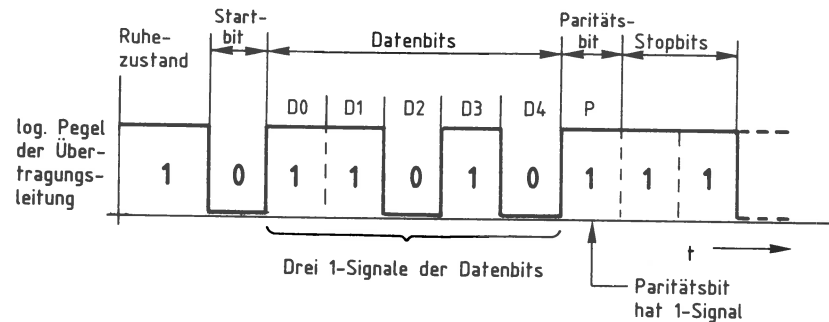 Ruhe-
zustand
Start-
bit
Datenbits
Paritäts-
bit
Stopbits
D0 D1 D2 D3 D4 P
log. Pegel
der Über-
tragungs-
leitung
1 0 1 1 0 1 0 1 1 1
Drei 1-Signale der Datenbits
t
Paritätsbit
hat 1-Signal